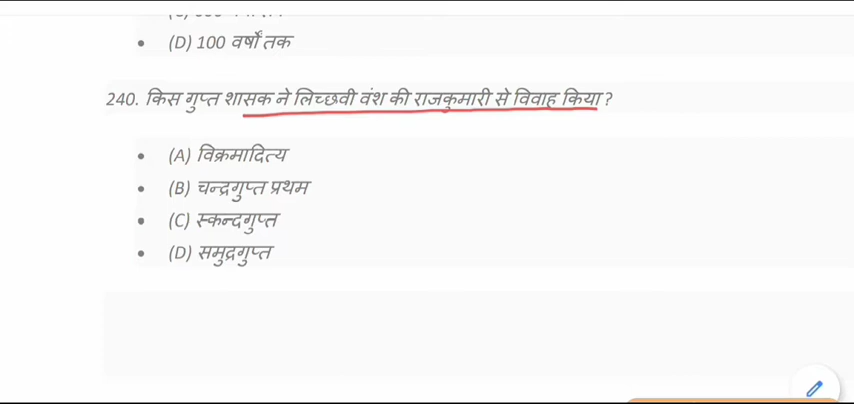 (D) 100 वर्षों तक
240. किस गुप्त शासक ने लिच्छवी वंश की राजकुमारी से विवाह किया?
(A) विक्रमादित्य
(B) चन्द्रगुप्त प्रथम
(C) स्कन्दगुप्त
(D) समुद्रगुप्त